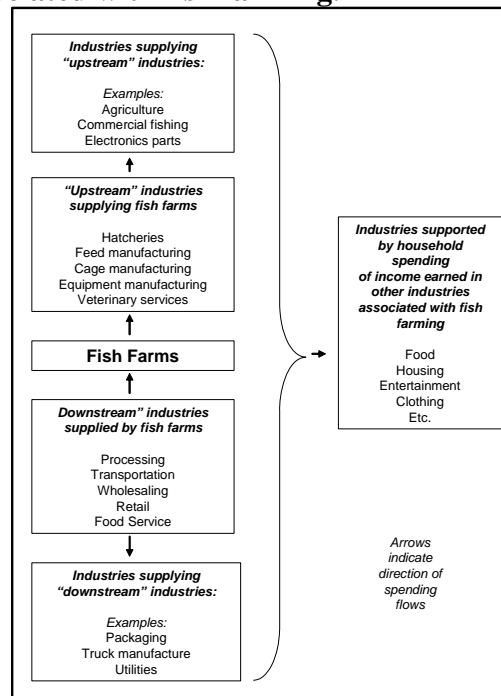 Industries supplying
“upstream” industries:
Examples:
Agriculture
Commercial fishing
Electronics parts
“Upstream” industries
supplying fish farms
Hatcheries
Feed manufacturing
Cage manufacturing
Equipment manufacturing
Veterinary services
Fish Farms
Downstream” industries
supplied by fish farms
Processing
Transportation
Wholesaling
Retail
Food Service
Industries supplying
“downstream” industries:
Examples:
Packaging
Truck manufacture
Utilities
Industries supported
by household
spending
of income earned in
other industries
associated with fish
farming
Food
Housing
Entertainment
Clothing
Etc.
Arrows
indicate
direction of
spending
flows